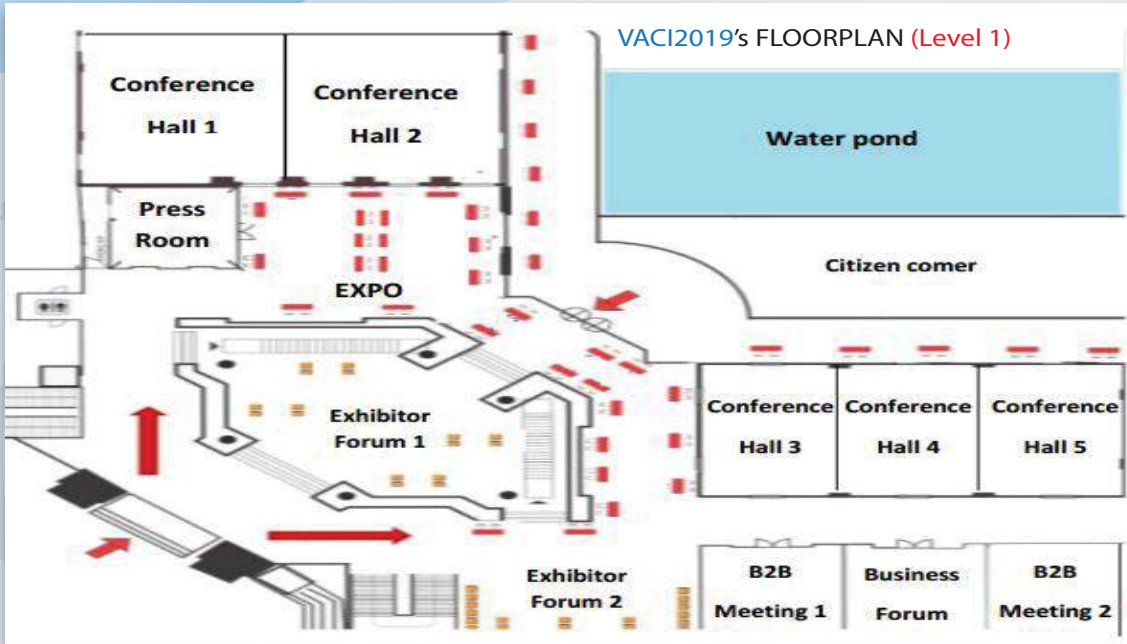 VACI2019's FLOORPLAN (Level 1)
Conference
Hall 1
Conference
Hall 2
Water pond
Press
Room
Citizen comer
EXPO
Exhibitor
Forum 1
Conference
Hall 3
Conference
Hall 4
Conference
Hall 5
Exhibitor
Forum 2
B2B
Meeting 1
Business
Forum
B2B
Meeting 2